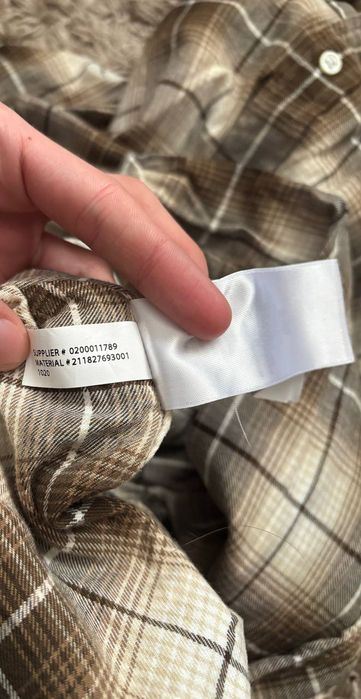 SUPPLIER # 0200011789
MATERIAL #211827693001
1020